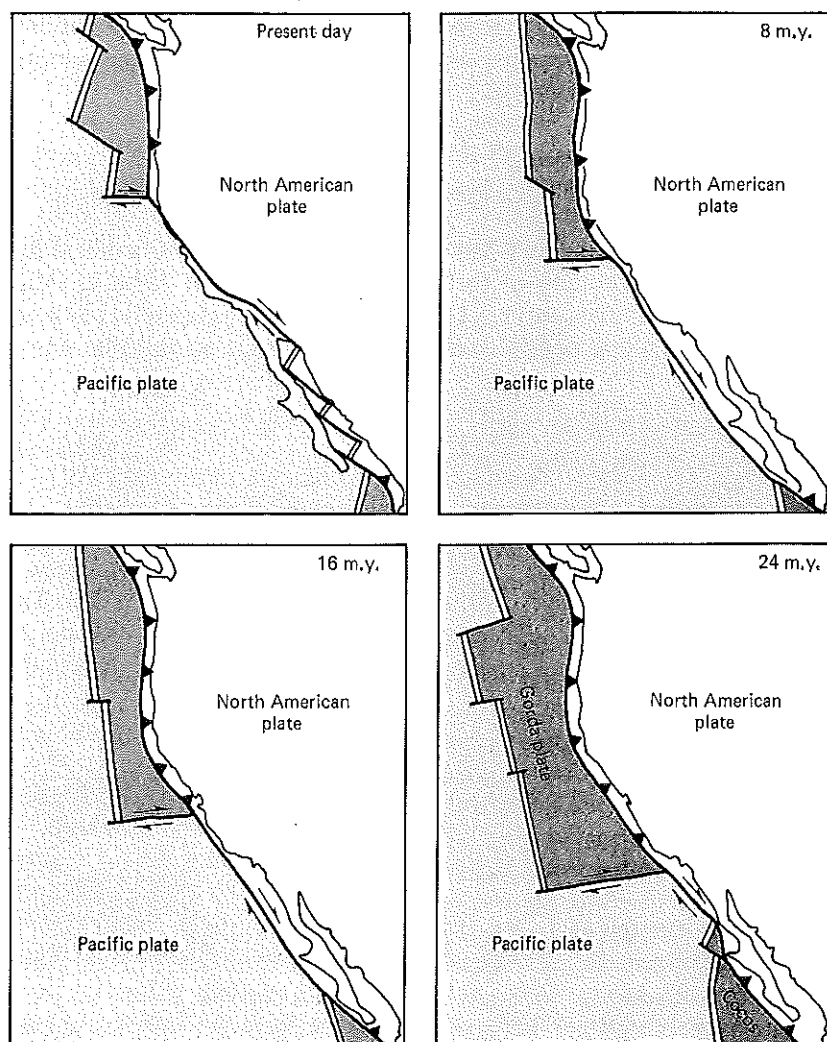 Present day
North American
plate
Pacific plate
8 m.y.
North American
plate
Pacific plate
16 m.y.
North American
plate
Pacific plate
24 m.y.
Gorda plate
North American
plate
Pacific plate
Cocos